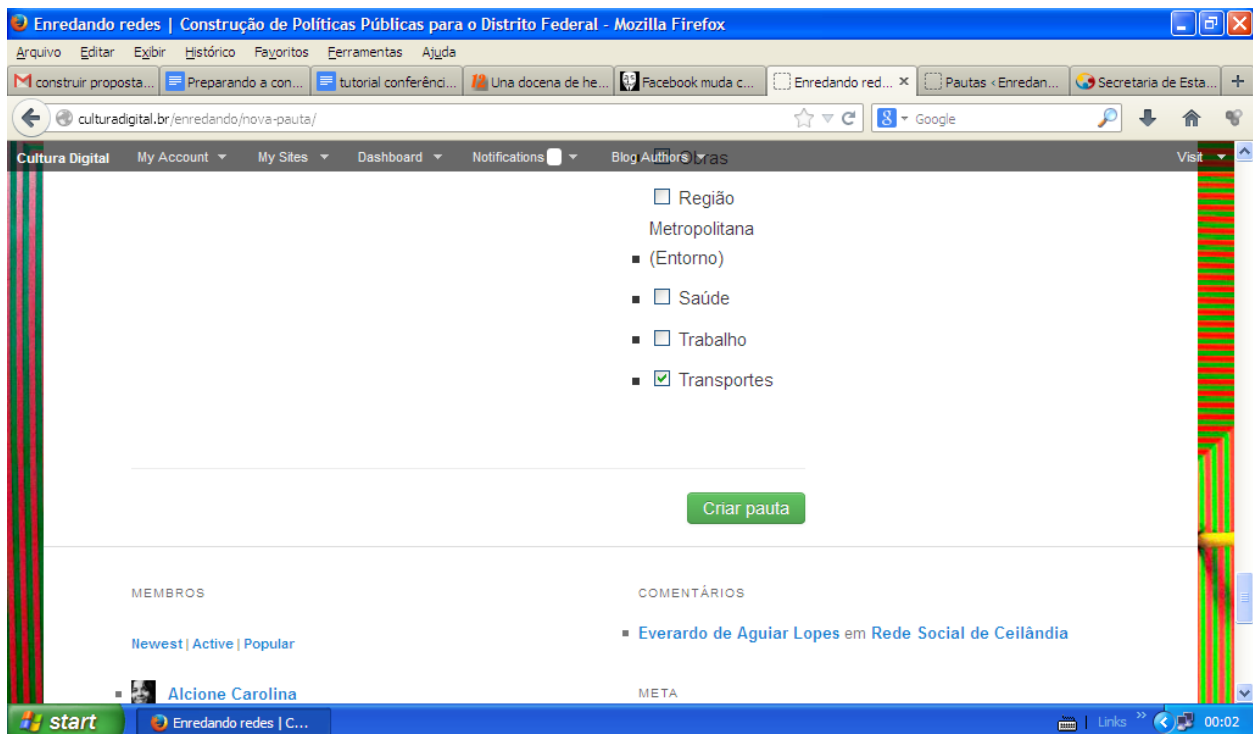 Enredando redes | Construção de Políticas Públicas para o Distrito Federal - Mozilla Firefox
Arquivo Editar Exibir Histórico Favoritos Ferramentas Ajuda
construir proposta... Preparando a con... tutorial conferênci... Una docena de he... Facebook muda c... Enredando red... Pautas ‹ Enredan... Secretaria de Esta...
culturadigital.br/enredando/nova-pauta/ Google
Cultura Digital My Account My Sites Dashboard Notifications Blog Authors Visit
Obras
Região
Metropolitana
(Entorno)
Saúde
Trabalho
Transportes
Criar pauta
MEMBROS
COMENTÁRIOS
Newest | Active | Popular
Everardo de Aguiar Lopes em Rede Social de Ceilândia
Alcione Carolina
META
start Enredando redes | C... Links 00:02